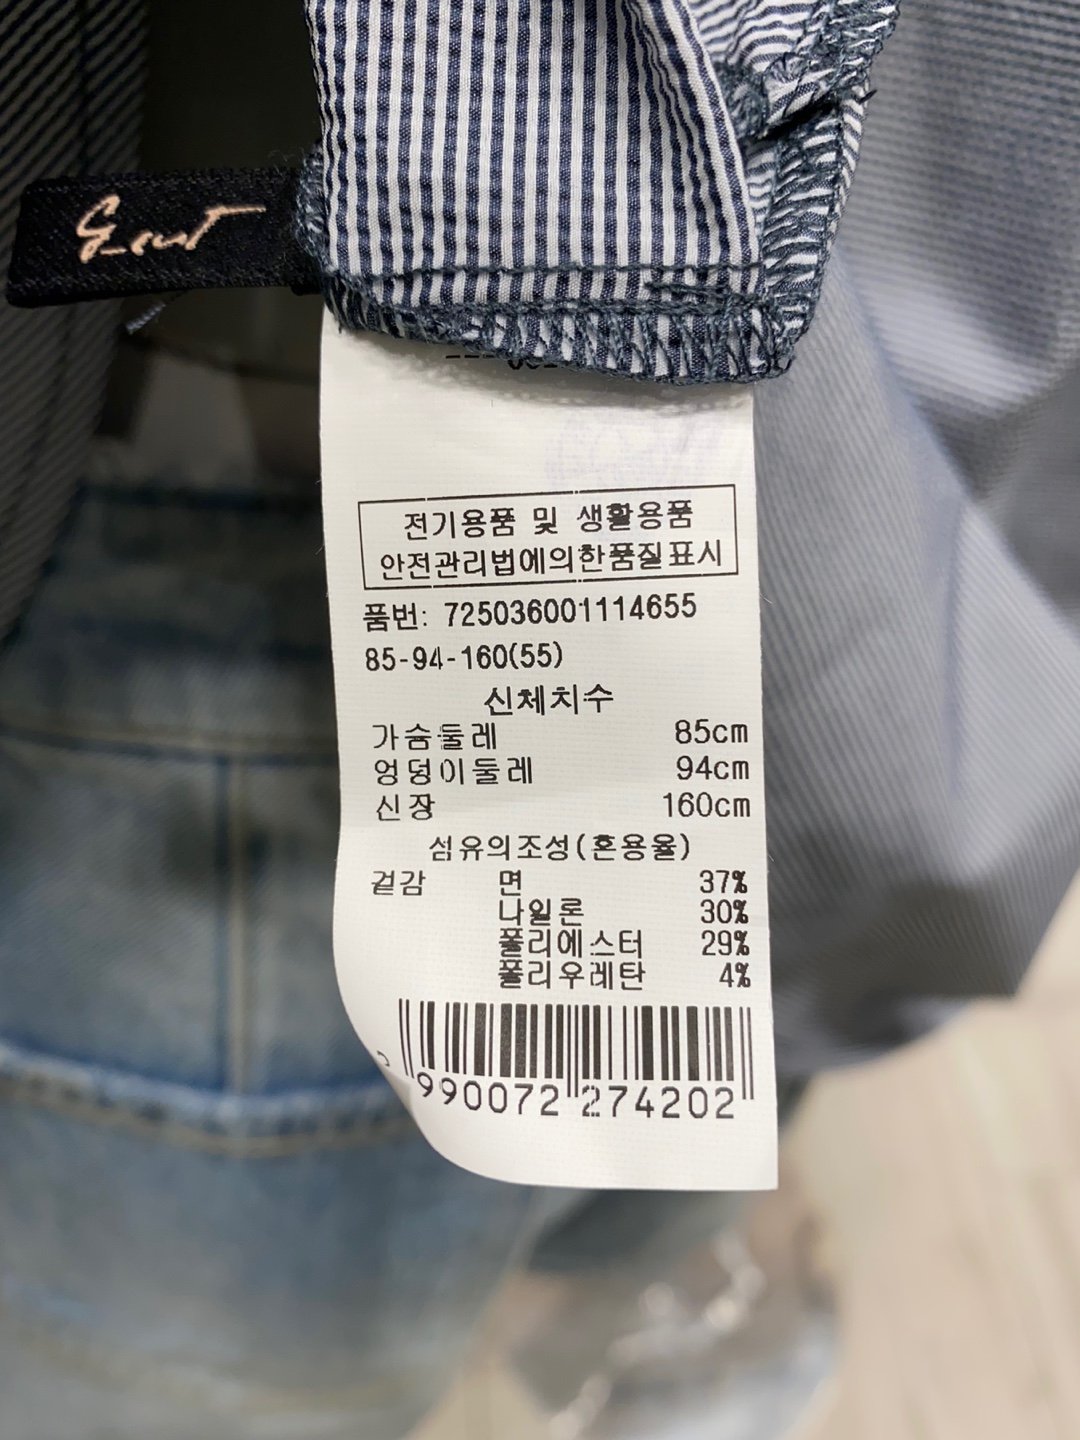 G_cut
전기용품 및 생활용품
안전관리법에의한품질표시
품번: 725036001114655
85-94-160(55)
신체치수
가슴둘레 85cm
엉덩이둘레 94cm
신장 160cm
섬유의조성(혼용율)
겉감 면 37%
나일론 30%
폴리에스터 29%
폴리우레탄 4%
990072 274202